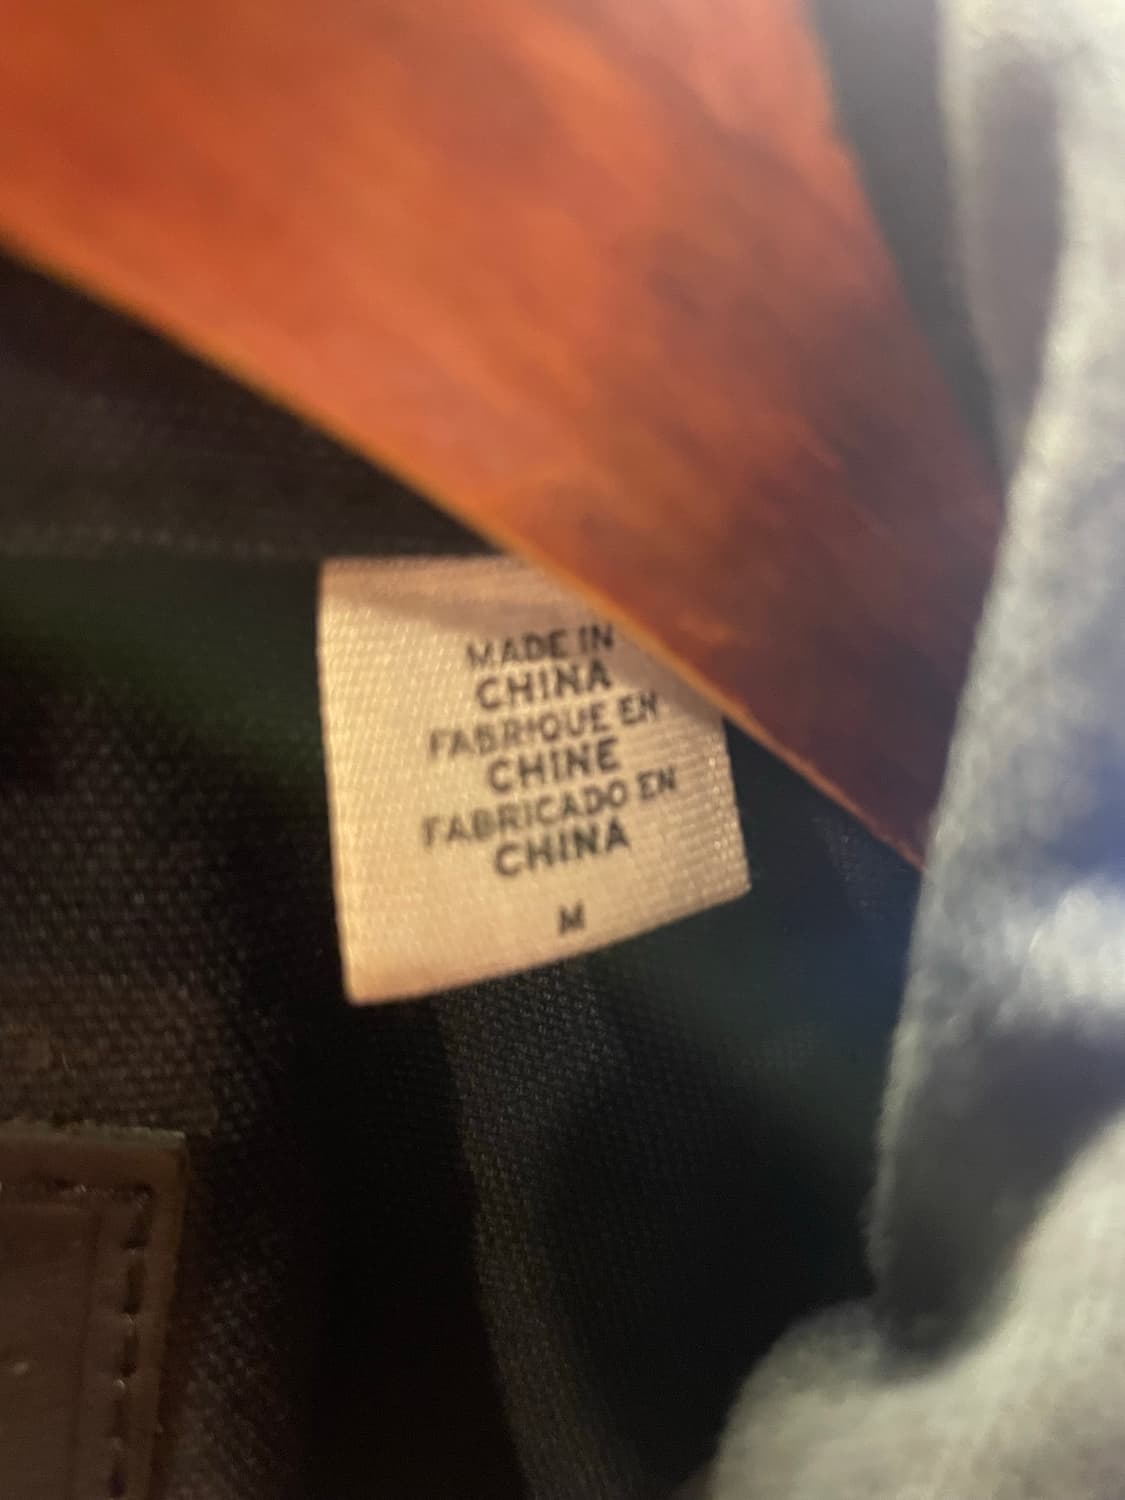 MADE IN
CHINA
FABRIQUE EN
CHINE
FABRICADO EN
CHINA
M